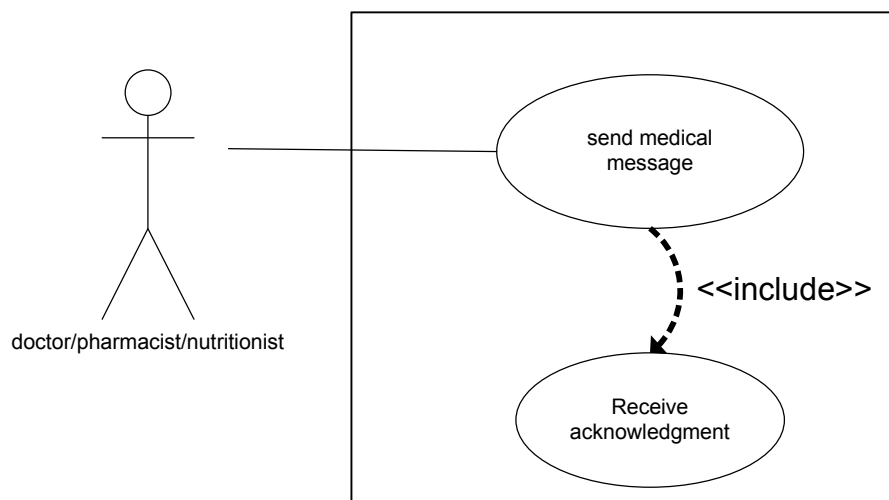 send medical
message
<<include>>
doctor/pharmacist/nutritionist
Receive
acknowledgment